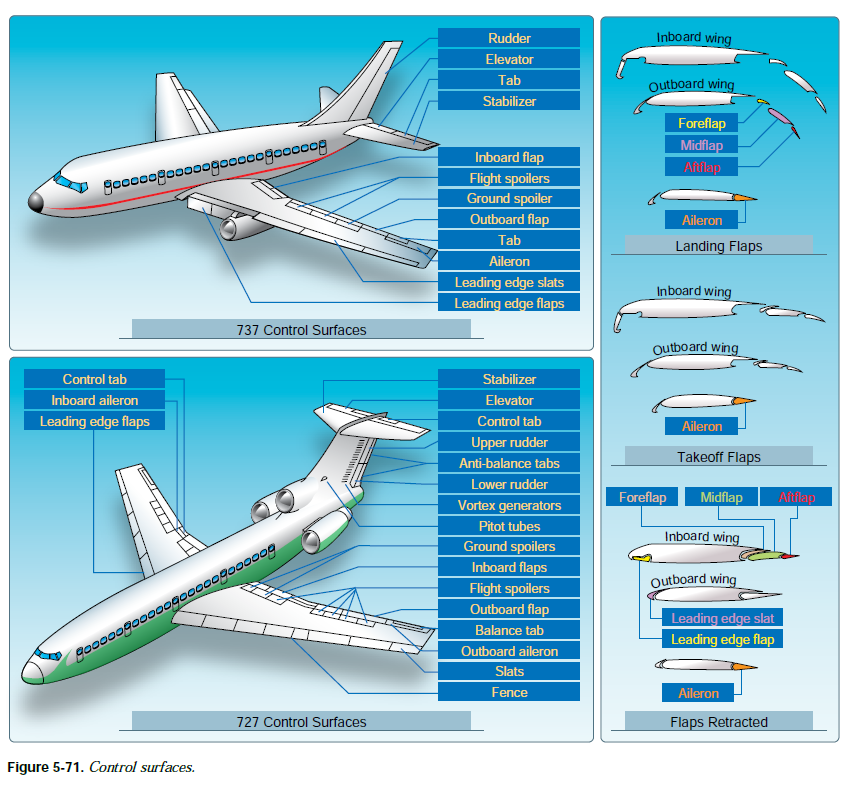 Rudder
Elevator
Tab
Stabilizer
Inboard flap
Flight spoilers
Ground spoiler
Outboard flap
Tab
Aileron
Leading edge slats
Leading edge flaps
737 Control Surfaces
Control tab
Inboard aileron
Leading edge flaps
Stabilizer
Elevator
Control tab
Upper rudder
Anti-balance tabs
Lower rudder
Vortex generators
Pitot tubes
Ground spoilers
Inboard flaps
Flight spoilers
Outboard flap
Balance tab
Outboard aileron
Slats
Fence
727 Control Surfaces
Inboard wing
Outboard wing
Foreflap
Midflap
Aftflap
Aileron
Landing Flaps
Inboard wing
Outboard wing
Aileron
Takeoff Flaps
Foreflap Midflap Aftflap
Inboard wing
Outboard wing
Leading edge slat
Leading edge flap
Aileron
Flaps Retracted
Figure 5-71. Control surfaces.